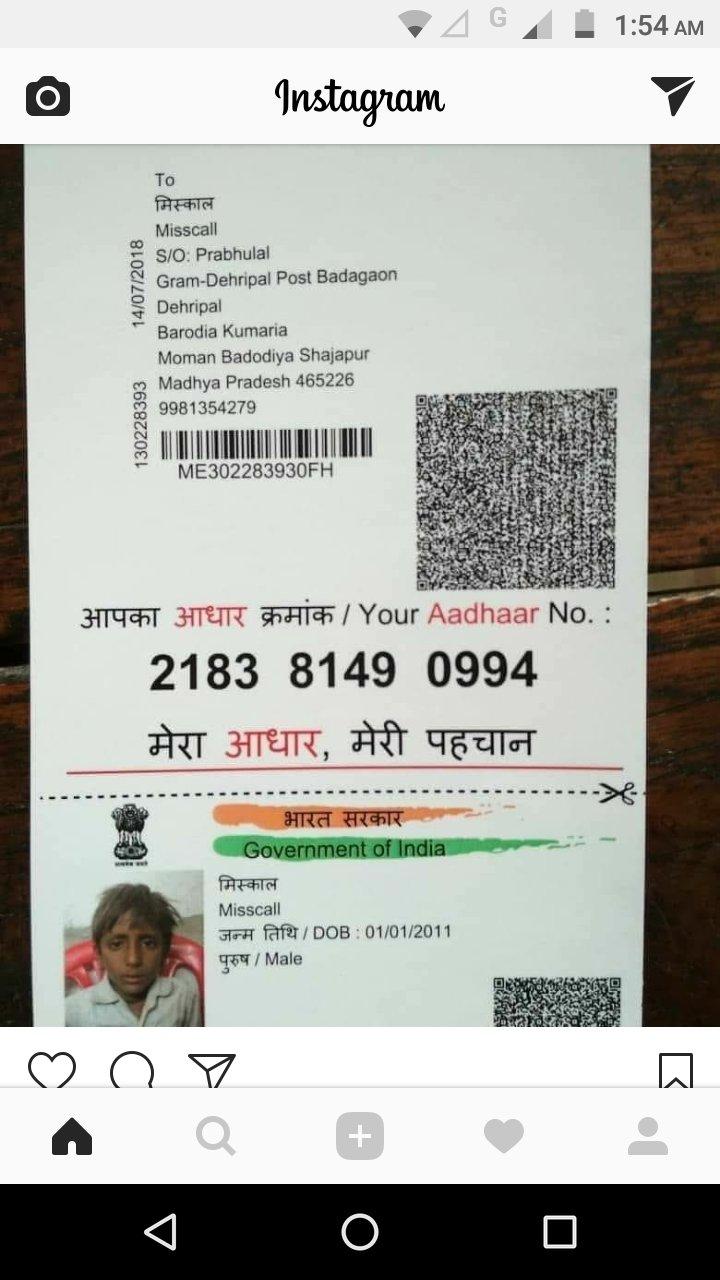 G 1:54 AM
Instagram
To
मिस्काल
Misscall
S/O: Prabhulal
Gram-Dehripal Post Badagaon
Dehripal
Barodia Kumaria
Moman Badodiya Shajapur
Madhya Pradesh 465226
9981354279
14/07/2018
130228393
ME302283930FH
आपका आधार क्रमांक / Your Aadhaar No. :
2183 8149 0994
मेरा आधार, मेरी पहचान
भारत सरकार
Government of India
मिस्काल
Misscall
जन्म तिथि / DOB : 01/01/2011
पुरुष / Male